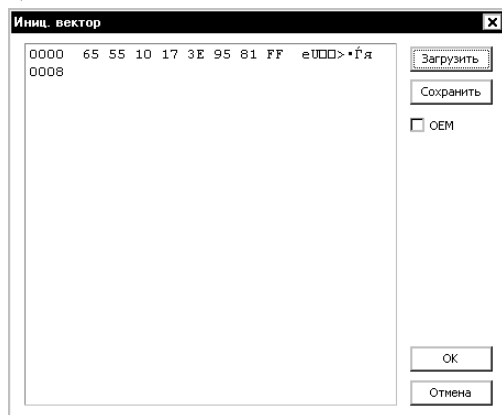 Иниц. вектор
0000 65 55 10 17 3E 95 81 FF eU□□>•Ѓя
0008
Загрузить
Сохранить
OEM
OK
Отмена